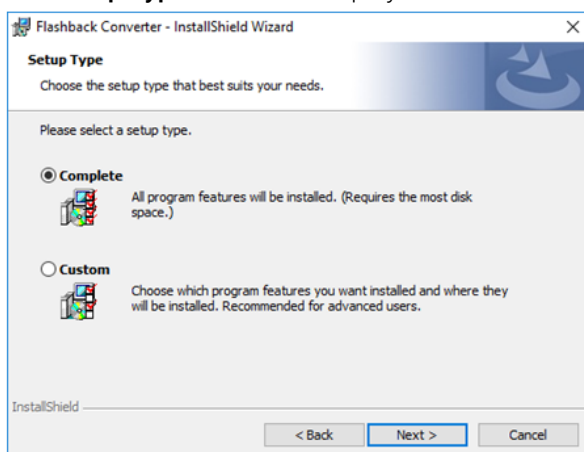 Flashback Converter - InstallShield Wizard
Setup Type
Choose the setup type that best suits your needs.
Please select a setup type.
Complete
All program features will be installed. (Requires the most disk
space.)
Custom
Choose which program features you want installed and where they
will be installed. Recommended for advanced users.
InstallShield
< Back Next > Cancel